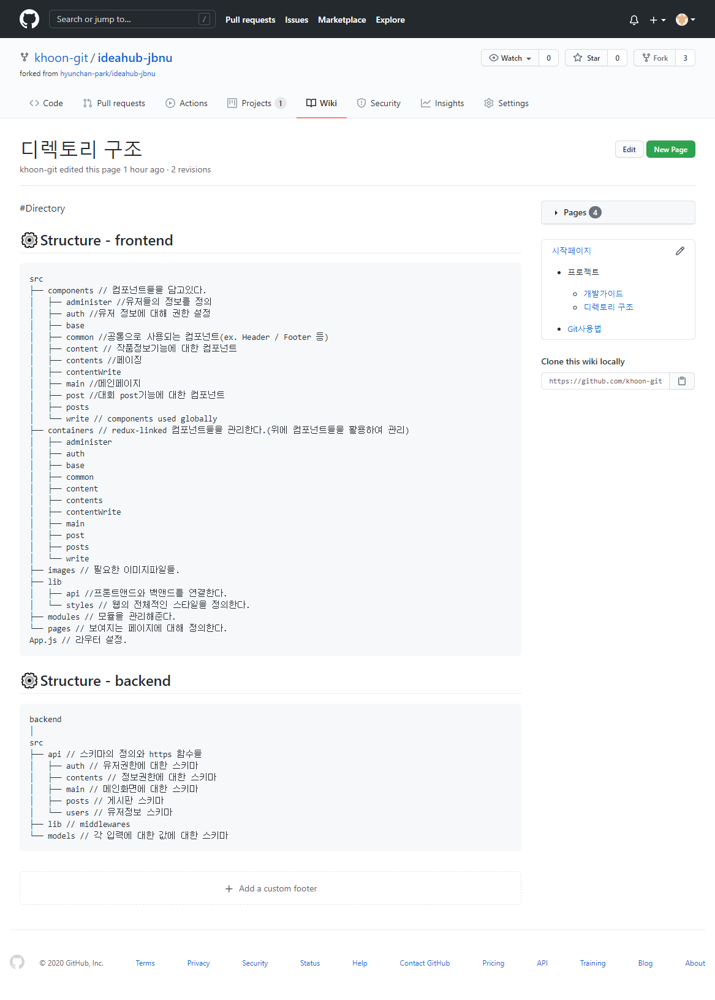 Search or jump to... /
Pull requests Issues Marketplace Explore
khoon-git / ideahub-jbnu
forked from hyunchan-park/ideahub-jbnu
Watch 0 Star 0 Fork 3
Code Pull requests Actions Projects 1 Wiki Security Insights Settings
디렉토리 구조
Edit New Page
khoon-git edited this page 1 hour ago · 2 revisions
#Directory
Structure - frontend
src
├── components // 컴포넌트들을 담고있다.
│   ├── administer //유저들의 정보를 정의
│   ├── auth //유저 정보에 대해 권한 설정
│   ├── base
│   ├── common //공통으로 사용되는 컴포넌트(ex. Header / Footer 등)
│   ├── content // 작품정보기능에 대한 컴포넌트
│   ├── contents //페이징
│   ├── contentWrite
│   ├── main //메인페이지
│   ├── post //대회 post기능에 대한 컴포넌트
│   ├── posts
│   └── write // components used globally
├── containers // redux-linked 컴포넌트들을 관리한다.(위에 컴포넌트들을 활용하여 관리)
│   ├── administer
│   ├── auth
│   ├── base
│   ├── common
│   ├── content
│   ├── contents
│   ├── contentWrite
│   ├── main
│   ├── post
│   ├── posts
│   └── write
├── images // 필요한 이미지파일들.
├── lib
│   ├── api //프론트앤드와 백앤드를 연결한다.
│   └── styles // 웹의 전체적인 스타일을 정의한다.
├── modules // 모듈을 관리해준다.
└── pages // 보여지는 페이지에 대해 정의한다.
App.js // 라우터 설정.
Structure - backend
backend
│
src
├── api // 스키마의 정의와 https 함수들
│   ├── auth // 유저권한에 대한 스키마
│   ├── contents // 정보권한에 대한 스키마
│   ├── main // 메인화면에 대한 스키마
│   ├── posts // 게시판 스키마
│   └── users // 유저정보 스키마
├── lib // middlewares
└── models // 각 입력에 대한 값에 대한 스키마
Add a custom footer
Pages 4
시작페이지
프로젝트
개발가이드
디렉토리 구조
Git사용법
Clone this wiki locally
https://github.com/khoon-git
© 2020 GitHub, Inc. Terms Privacy Security Status Help Contact GitHub Pricing API Training Blog About